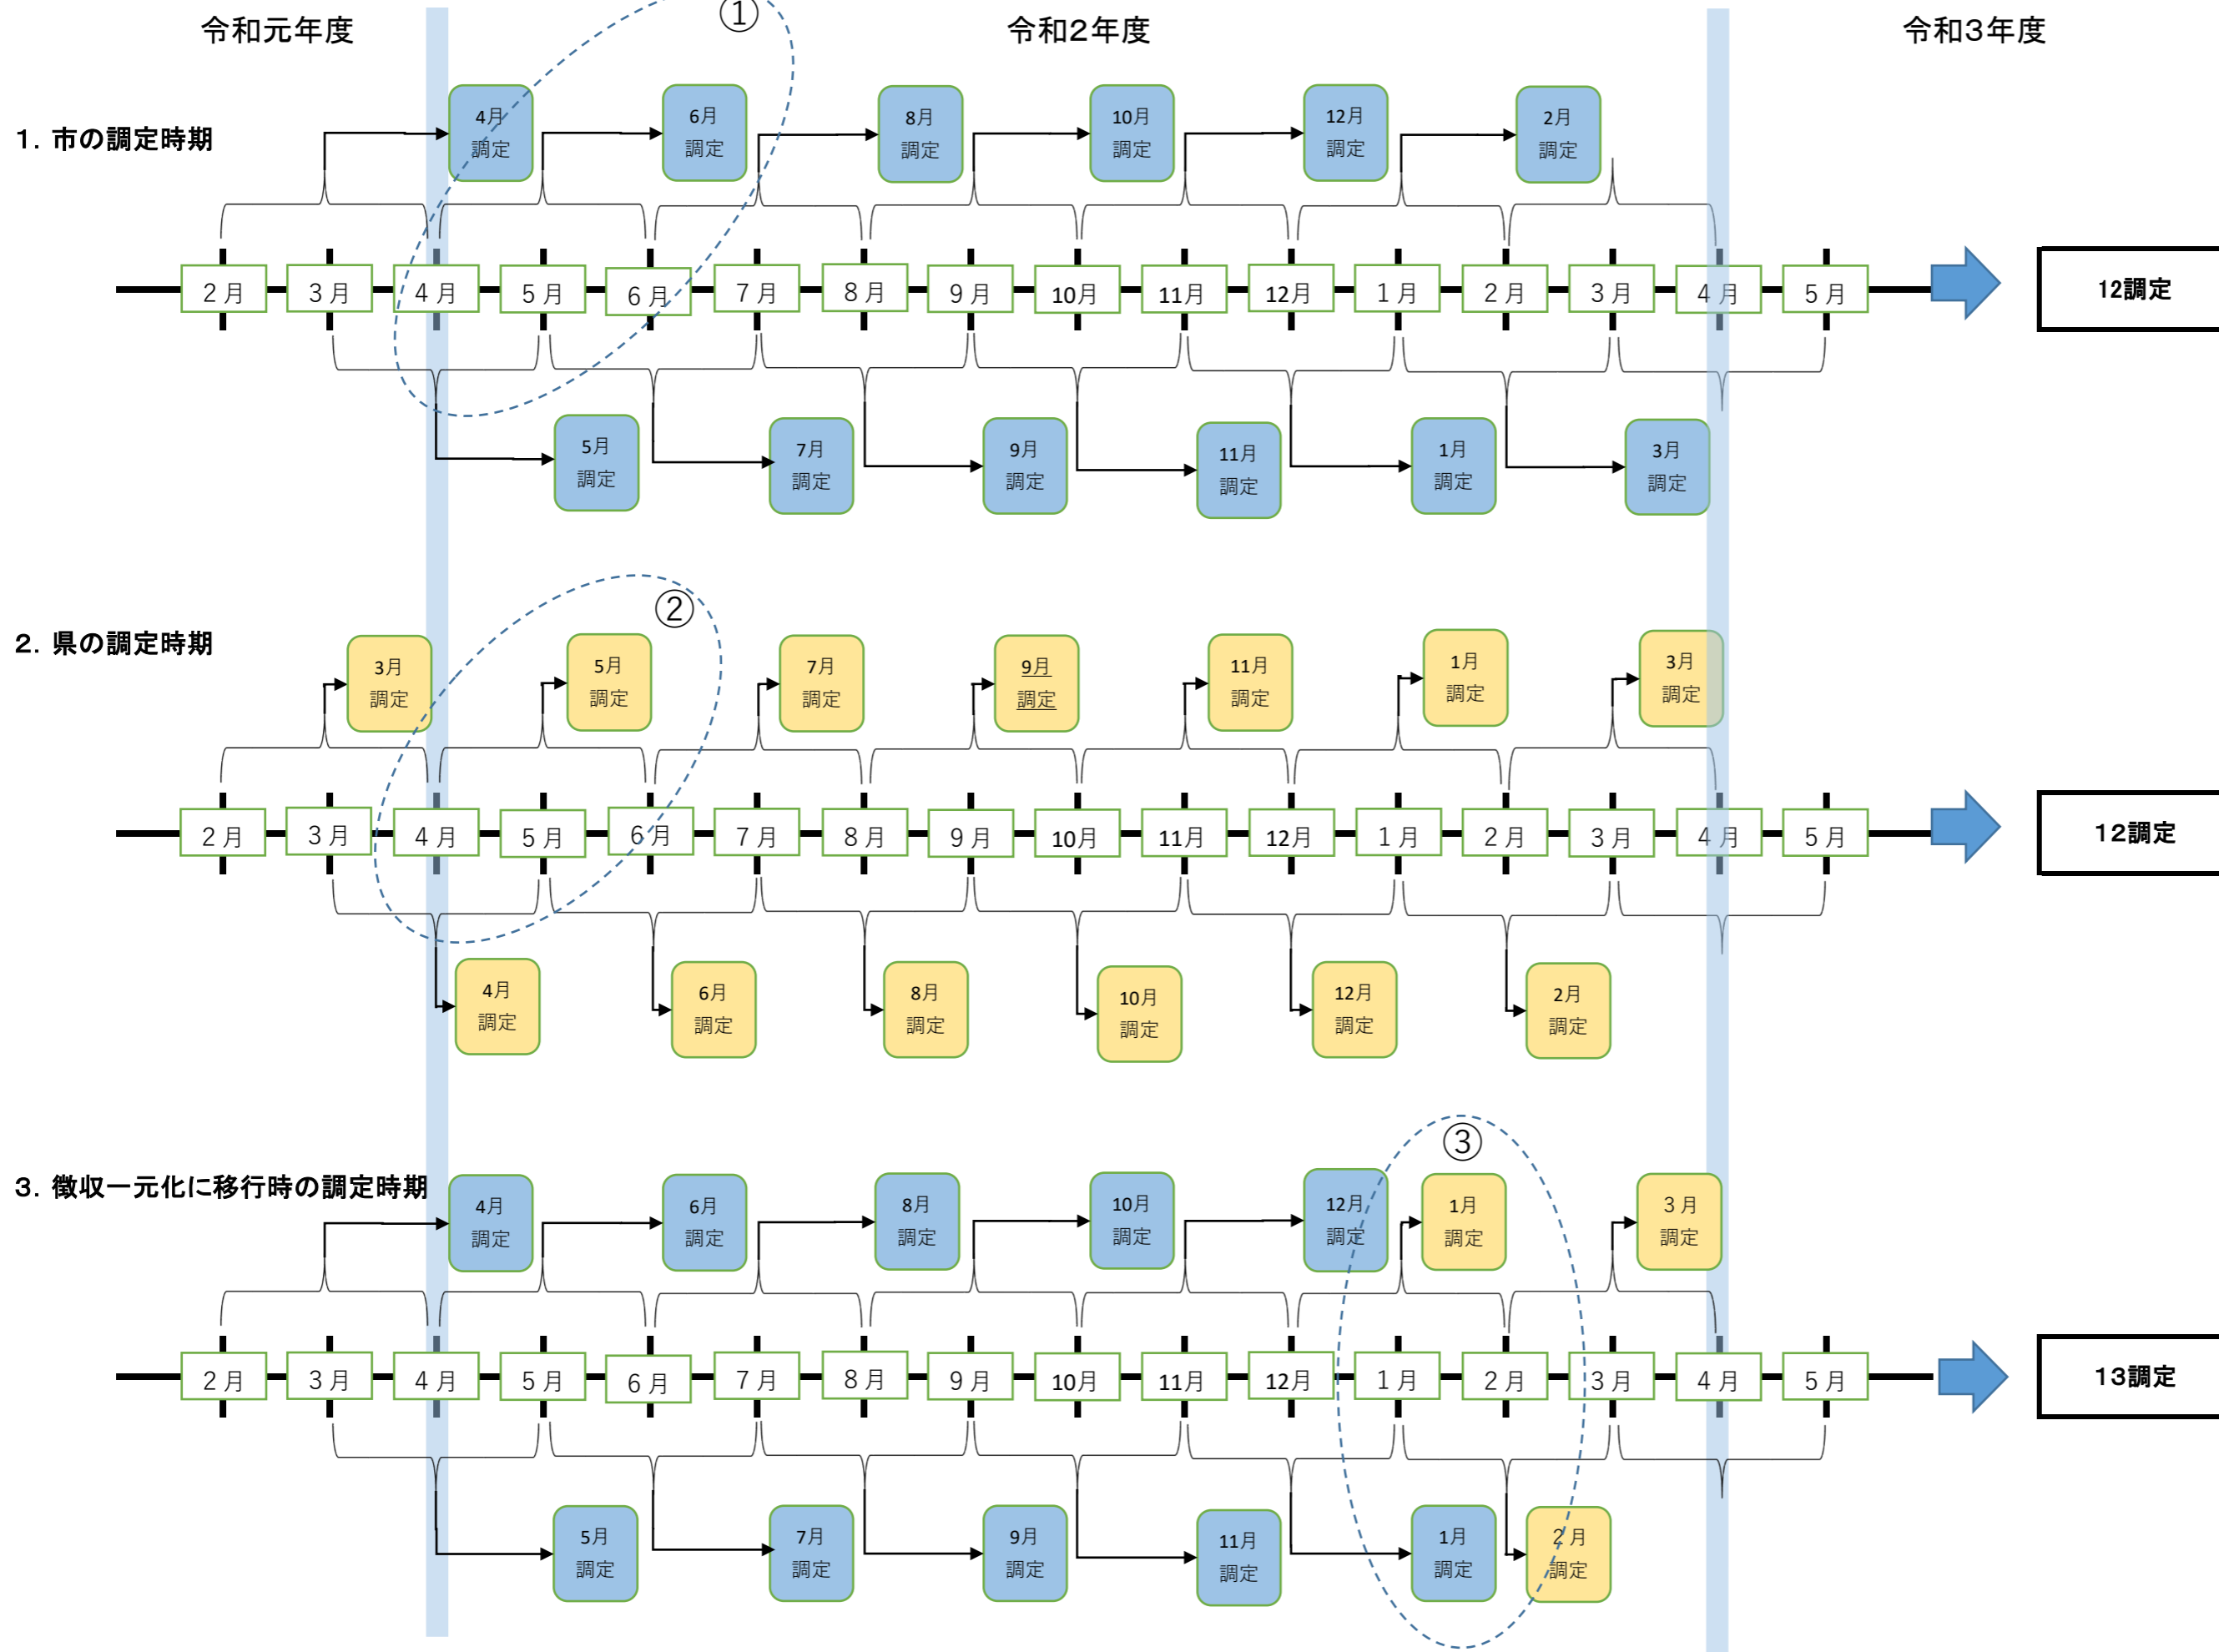 令和元年度
令和2年度
令和3年度
①
1. 市の調定時期
4月
調定
6月
調定
8月
調定
10月
調定
12月
調定
2月
調定
2月
3月
4月
5月
6月
7月
8月
9月
10月
11月
12月
1月
2月
3月
4月
5月
12調定
5月
調定
7月
調定
9月
調定
11月
調定
1月
調定
3月
調定
②
2. 県の調定時期
3月
調定
5月
調定
7月
調定
9月
調定
11月
調定
1月
調定
3月
調定
2月
3月
4月
5月
6月
7月
8月
9月
10月
11月
12月
1月
2月
3月
4月
5月
12調定
4月
調定
6月
調定
8月
調定
10月
調定
12月
調定
2月
調定
③
3. 徴収一元化に移行時の調定時期
4月
調定
6月
調定
8月
調定
10月
調定
12月
調定
1月
調定
3月
調定
2月
3月
4月
5月
6月
7月
8月
9月
10月
11月
12月
1月
2月
3月
4月
5月
13調定
5月
調定
7月
調定
9月
調定
11月
調定
1月
調定
2月
調定